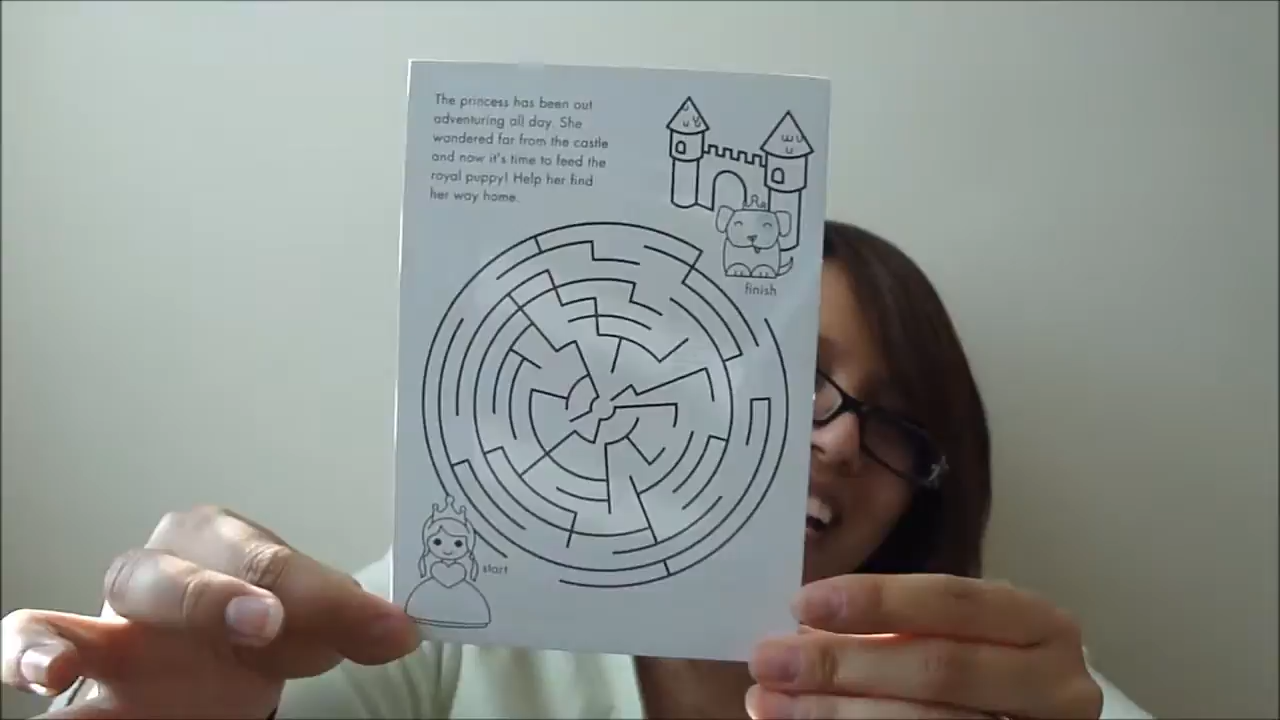 The princess has been out
adventuring all day. She
wandered far from the castle
and now it's time to feed the
royal puppy! Help her find
her way home.
finish
start